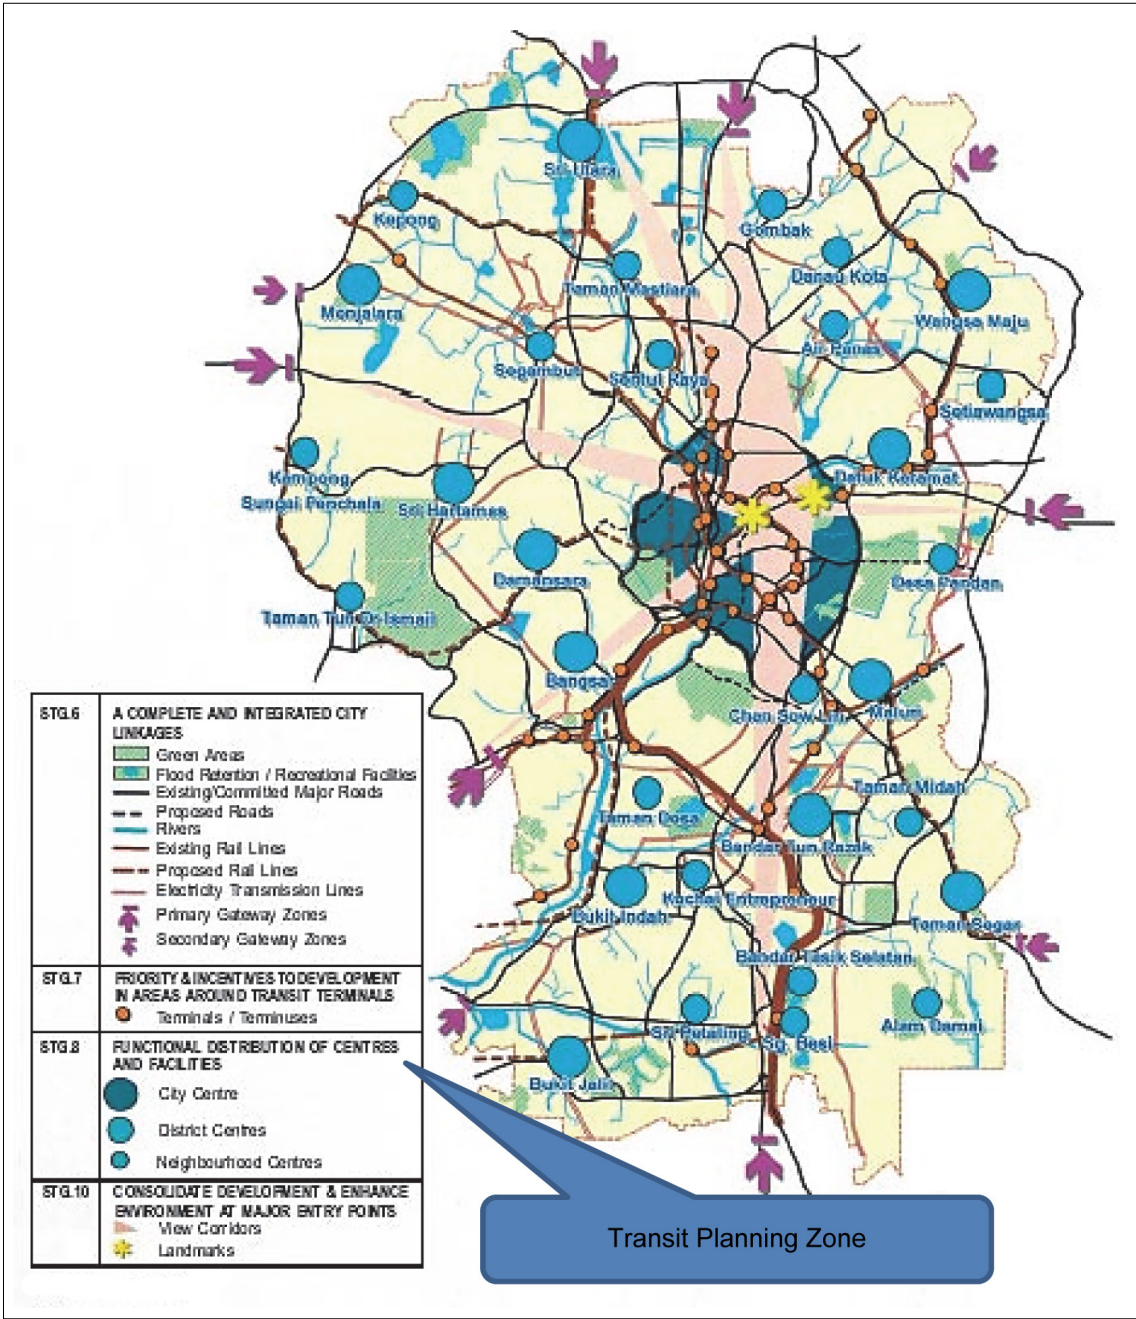 Sri Utara
Kepong
Gombak
Taman Mastiara
Danau Kota
Menjalara
Wangsa Maju
Air Panas
Segambut
Sentul Raya
Setiawangsa
Kampong
Sungai Penchala
Sri Hartamas
Datuk Keramat
Damansara
Desa Pandan
Taman Tun Dr Ismail
Bangsar
Chan Sow Lin
Maluri
Taman Desa
Taman Midah
Bandar Tun Razak
Bukit Indah
Kuchai Entrepreneur
Taman Segar
Bandar Tasik Selatan
Sri Petaling
Sg. Besi
Alam Damai
Bukit Jalil
STG.6 A COMPLETE AND INTEGRATED CITY
LINKAGES
Green Areas
Flood Retention / Recreational Facilities
Existing/Committed Major Roads
Proposed Roads
Rivers
Existing Rail Lines
Proposed Rail Lines
Electricity Transmission Lines
Primary Gateway Zones
Secondary Gateway Zones
STG.7 PRIORITY & INCENTIVES TO DEVELOPMENT
IN AREAS AROUND TRANSIT TERMINALS
Terminals / Terminuses
STG.8 FUNCTIONAL DISTRIBUTION OF CENTRES
AND FACILITIES
City Centre
District Centres
Neighbourhood Centres
STG.10 CONSOLIDATE DEVELOPMENT & ENHANCE
ENVIRONMENT AT MAJOR ENTRY POINTS
View Corridors
Landmarks
Transit Planning Zone